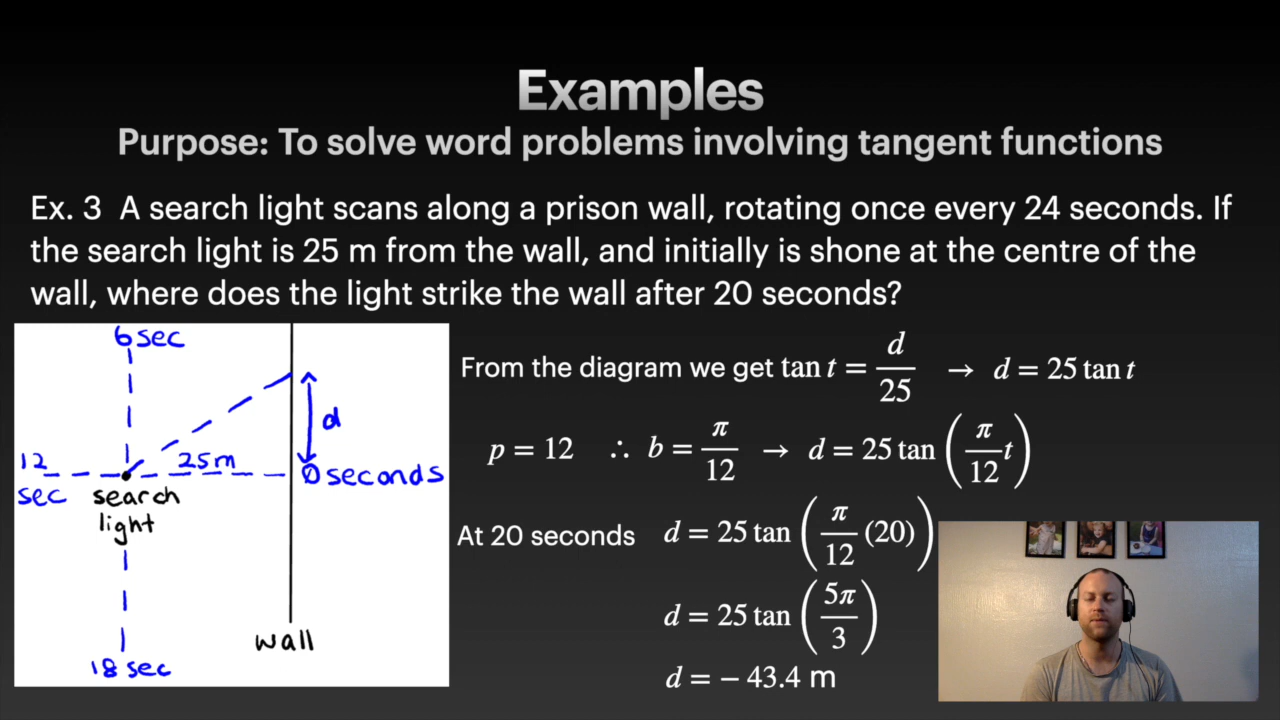 Examples
Purpose: To solve word problems involving tangent functions
Ex. 3 A search light scans along a prison wall, rotating once every 24 seconds. If
the search light is 25 m from the wall, and initially is shone at the centre of the
wall, where does the light strike the wall after 20 seconds?
6 sec
d
12
sec
25m
0 seconds
search
light
wall
18 sec
From the diagram we get tan t = d/25 → d = 25 tan t
p = 12 ∴ b = π/12 → d = 25 tan (π/12 t)
At 20 seconds d = 25 tan (π/12 (20))
d = 25 tan (5π/3)
d = − 43.4 m